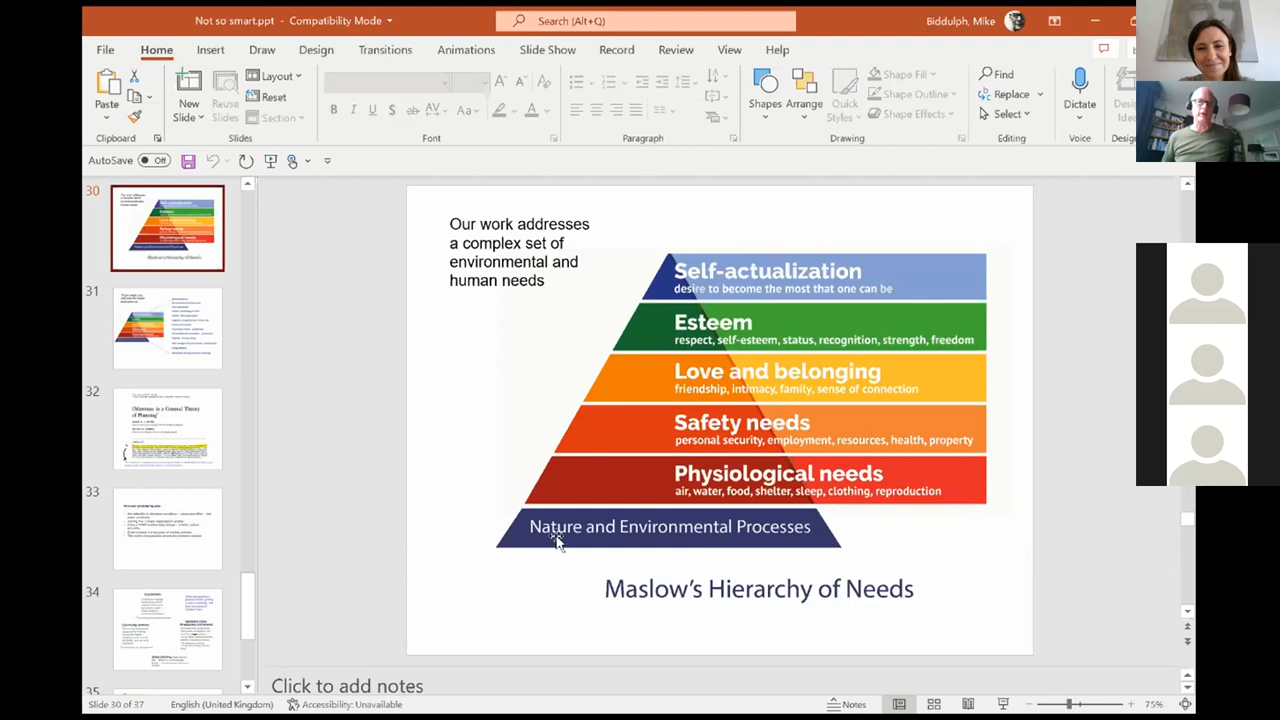 Not so smart.ppt - Compatibility Mode
Search (Alt+Q)
Biddulph, Mike
File Home Insert Draw Design Transitions Animations Slide Show Record Review View Help
Paste
New Slide
Reuse Slides
Layout
Reset
Section
Shapes
Arrange
Quick Styles
Shape Fill
Shape Outline
Shape Effects
Find
Replace
Select
Dictate
Clipboard Slides Font Paragraph Drawing Editing Voice
AutoSave Off
30
31
32
33
34
35
Our work addresses
a complex set of
environmental and
human needs
Self-actualization
desire to become the most that one can be
Esteem
respect, self-esteem, status, recognition, strength, freedom
Love and belonging
friendship, intimacy, family, sense of connection
Safety needs
personal security, employment, resources, health, property
Physiological needs
air, water, food, shelter, sleep, clothing, reproduction
Nature and Environmental Processes
Maslow's Hierarchy of Needs
Click to add notes
Slide 30 of 37 English (United Kingdom) Accessibility: Unavailable Notes 75%